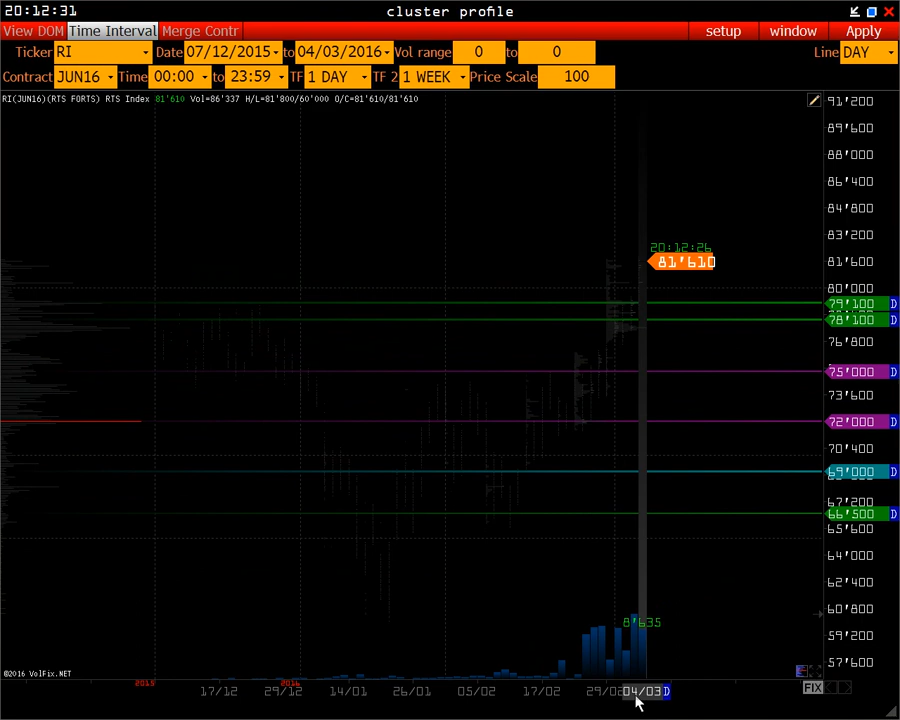 20:12:31 cluster profile
View DOM Time Interval Merge Contr setup window Apply
Ticker RI Date 07/12/2015 to 04/03/2016 Vol range 0 to 0 Line DAY
Contract JUN16 Time 00:00 to 23:59 TF 1 DAY TF 2 1 WEEK Price Scale 100
RI(JUN16)(RTS FORTS) RTS Index 81'610 Vol=86'337 H/L=81'800/60'000 O/C=81'610/81'610
91'200
89'600
88'000
86'400
84'800
83'200
20:12:26
81'610 81'600
80'000
79'100 D
78'100 D
76'800
75'000 D
73'600
72'000 D
70'400
69'000 D
67'200
66'500 D
65'600
64'000
62'400
60'800
8'635
59'200
57'600
©2016 VolFix.NET
2015 2016 FIX
17/12 29/12 14/01 26/01 05/02 17/02 29/0 04/03 D